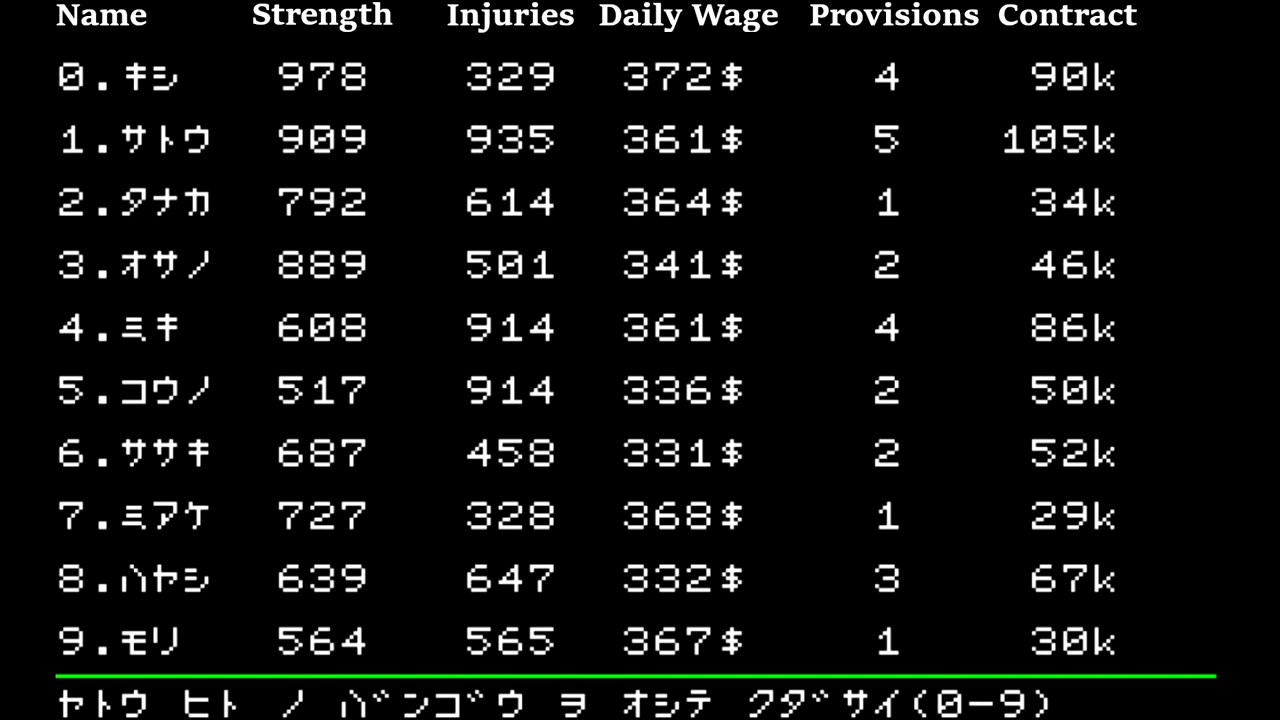 Name Strength Injuries Daily Wage Provisions Contract
0.キシ 978 329 372$ 4 90k
1.サトウ 909 935 361$ 5 105k
2.タナカ 792 614 364$ 1 34k
3.オサノ 889 501 341$ 2 46k
4.ミキ 608 914 361$ 4 86k
5.コウノ 517 914 336$ 2 50k
6.ササキ 687 458 331$ 2 52k
7.ミアケ 727 328 368$ 1 29k
8.ハヤシ 639 647 332$ 3 67k
9.モリ 564 565 367$ 1 30k
ヤトウ ヒト ノ ハ゛ンコ゛ウ ヲ オシテ クタ゛サイ(0-9)